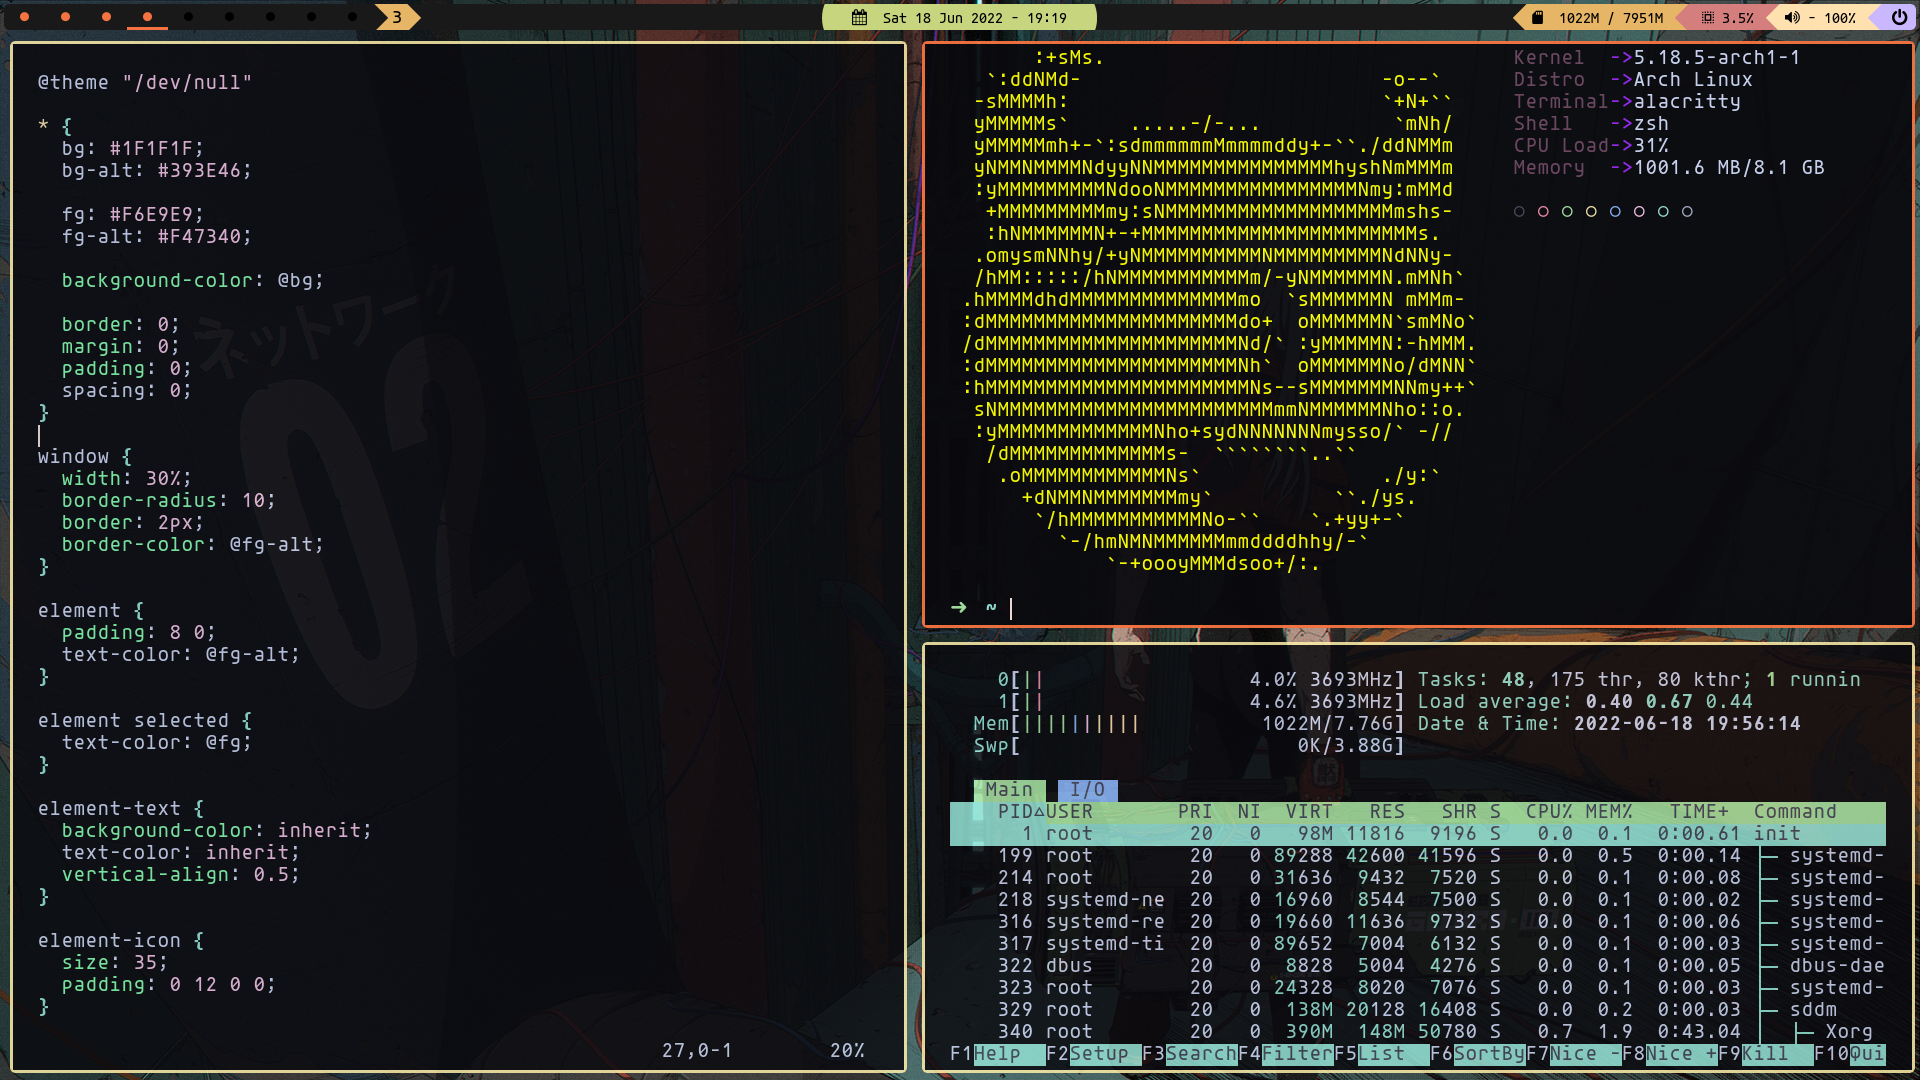 3
Sat 18 Jun 2022 - 19:19
1022M / 7951M
3.5%
- 100%
@theme "/dev/null"
* {
bg: #1F1F1F;
bg-alt: #393E46;
fg: #F6E9E9;
fg-alt: #F47340;
background-color: @bg;
border: 0;
margin: 0;
padding: 0;
spacing: 0;
}
window {
width: 30%;
border-radius: 10;
border: 2px;
border-color: @fg-alt;
}
element {
padding: 8 0;
text-color: @fg-alt;
}
element selected {
text-color: @fg;
}
element-text {
background-color: inherit;
text-color: inherit;
vertical-align: 0.5;
}
element-icon {
size: 35;
padding: 0 12 0 0;
}
27,0-1 20%
ネットワーク
02
Kernel ->5.18.5-arch1-1
Distro ->Arch Linux
Terminal->alacritty
Shell ->zsh
CPU Load->31%
Memory ->1001.6 MB/8.1 GB
➜ ~
0[|| 4.0% 3693MHz] Tasks: 48, 175 thr, 80 kthr; 1 runnin
1[|| 4.6% 3693MHz] Load average: 0.40 0.67 0.44
Mem[|||||||||| 1022M/7.76G] Date & Time: 2022-06-18 19:56:14
Swp[ 0K/3.88G]
Main I/O
PID△USER PRI NI VIRT RES SHR S CPU% MEM% TIME+ Command
1 root 20 0 98M 11816 9196 S 0.0 0.1 0:00.61 init
199 root 20 0 89288 42600 41596 S 0.0 0.5 0:00.14 ├─ systemd-
214 root 20 0 31636 9432 7520 S 0.0 0.1 0:00.08 ├─ systemd-
218 systemd-ne 20 0 16960 8544 7500 S 0.0 0.1 0:00.02 ├─ systemd-
316 systemd-re 20 0 19660 11636 9732 S 0.0 0.1 0:00.06 ├─ systemd-
317 systemd-ti 20 0 89652 7004 6132 S 0.0 0.1 0:00.03 ├─ systemd-
322 dbus 20 0 8828 5004 4276 S 0.0 0.1 0:00.05 ├─ dbus-dae
323 root 20 0 24328 8020 7076 S 0.0 0.1 0:00.03 ├─ systemd-
329 root 20 0 138M 20128 16408 S 0.0 0.2 0:00.03 ├─ sddm
340 root 20 0 390M 148M 50780 S 0.7 1.9 0:43.04 │ ├─ Xorg
F1Help F2Setup F3SearchF4FilterF5List F6SortByF7Nice -F8Nice +F9Kill F10Qui